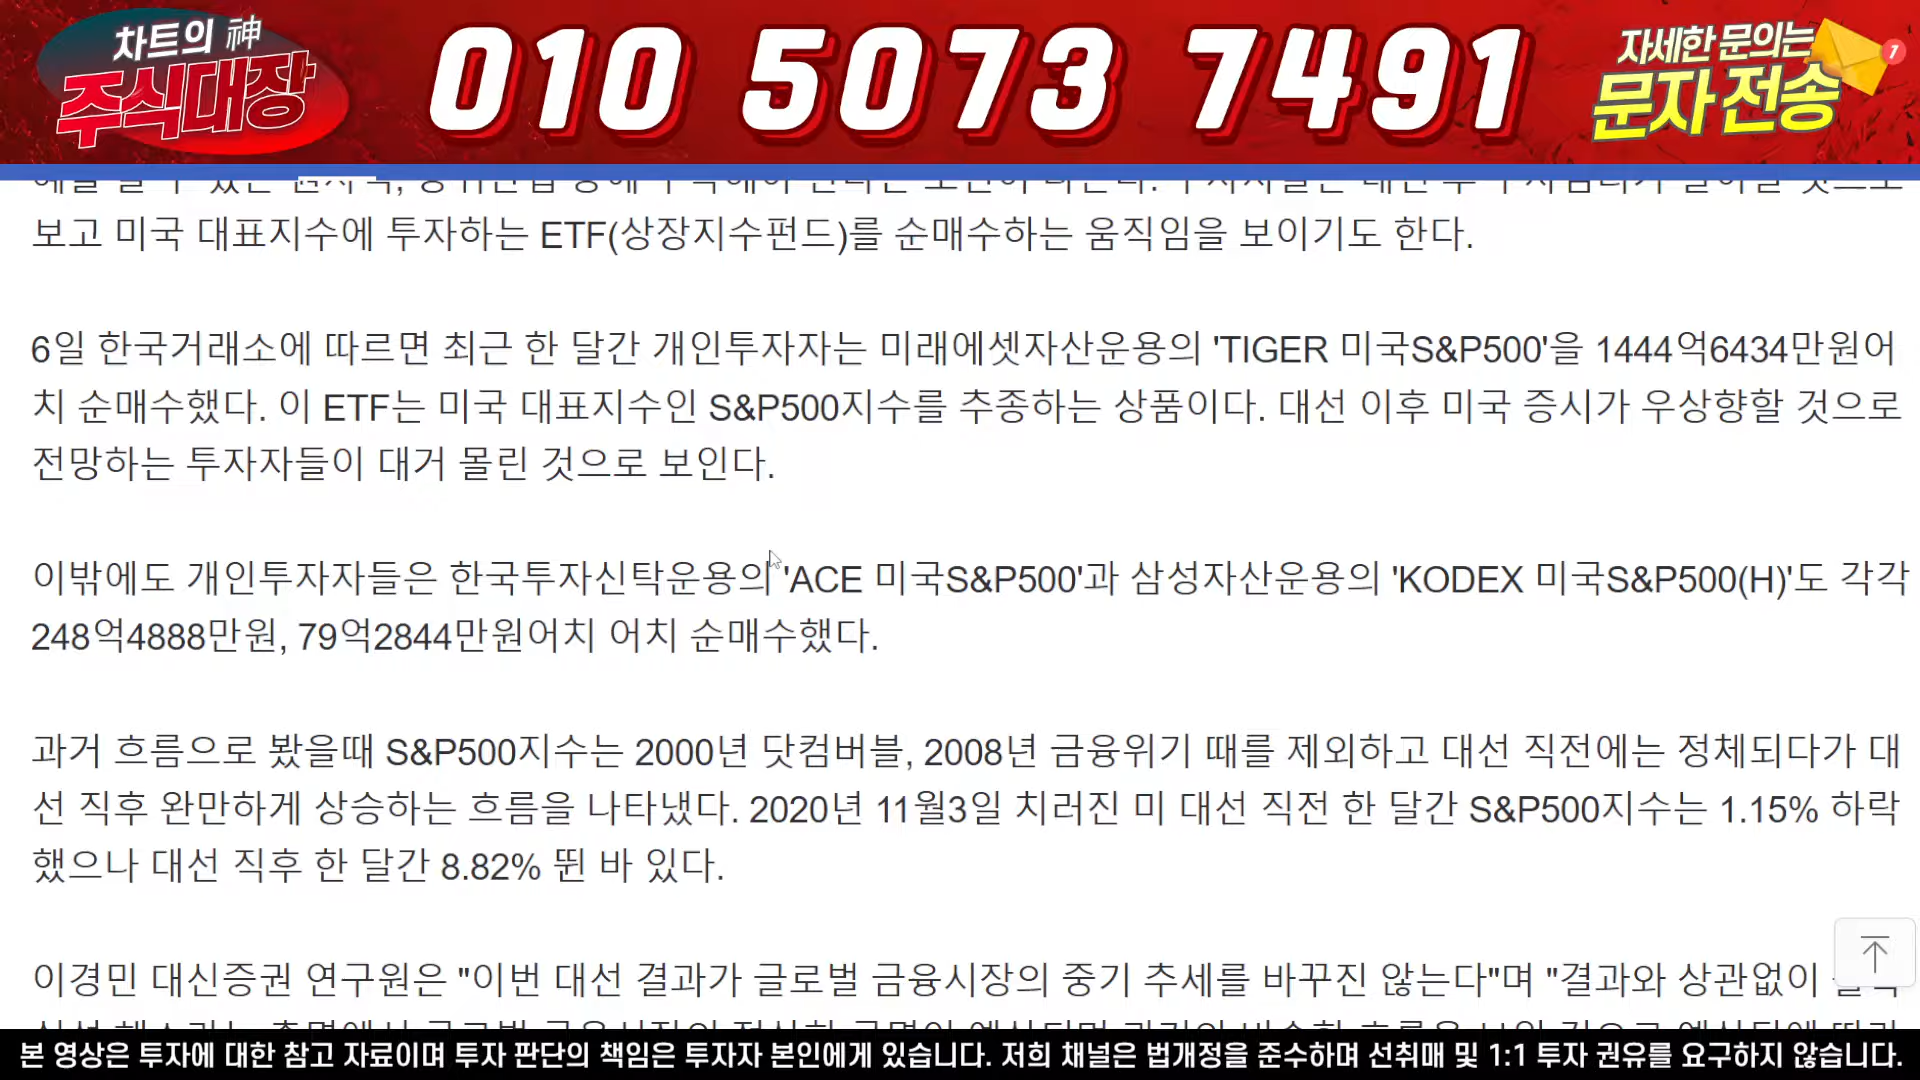 차트의 神
주식대장
010 5073 7491
자세한 문의는
문자 전송
1
보고 미국 대표지수에 투자하는 ETF(상장지수펀드)를 순매수하는 움직임을 보이기도 한다.
6일 한국거래소에 따르면 최근 한 달간 개인투자자는 미래에셋자산운용의 'TIGER 미국S&P500'을 1444억6434만원어
치 순매수했다. 이 ETF는 미국 대표지수인 S&P500지수를 추종하는 상품이다. 대선 이후 미국 증시가 우상향할 것으로
전망하는 투자자들이 대거 몰린 것으로 보인다.
이밖에도 개인투자자들은 한국투자신탁운용의 'ACE 미국S&P500'과 삼성자산운용의 'KODEX 미국S&P500(H)'도 각각
248억4888만원, 79억2844만원어치 어치 순매수했다.
과거 흐름으로 봤을때 S&P500지수는 2000년 닷컴버블, 2008년 금융위기 때를 제외하고 대선 직전에는 정체되다가 대
선 직후 완만하게 상승하는 흐름을 나타냈다. 2020년 11월3일 치러진 미 대선 직전 한 달간 S&P500지수는 1.15% 하락
했으나 대선 직후 한 달간 8.82% 뛴 바 있다.
이경민 대신증권 연구원은 "이번 대선 결과가 글로벌 금융시장의 중기 추세를 바꾸진 않는다"며 "결과와 상관없이
본 영상은 투자에 대한 참고 자료이며 투자 판단의 책임은 투자자 본인에게 있습니다. 저희 채널은 법개정을 준수하며 선취매 및 1:1 투자 권유를 요구하지 않습니다.